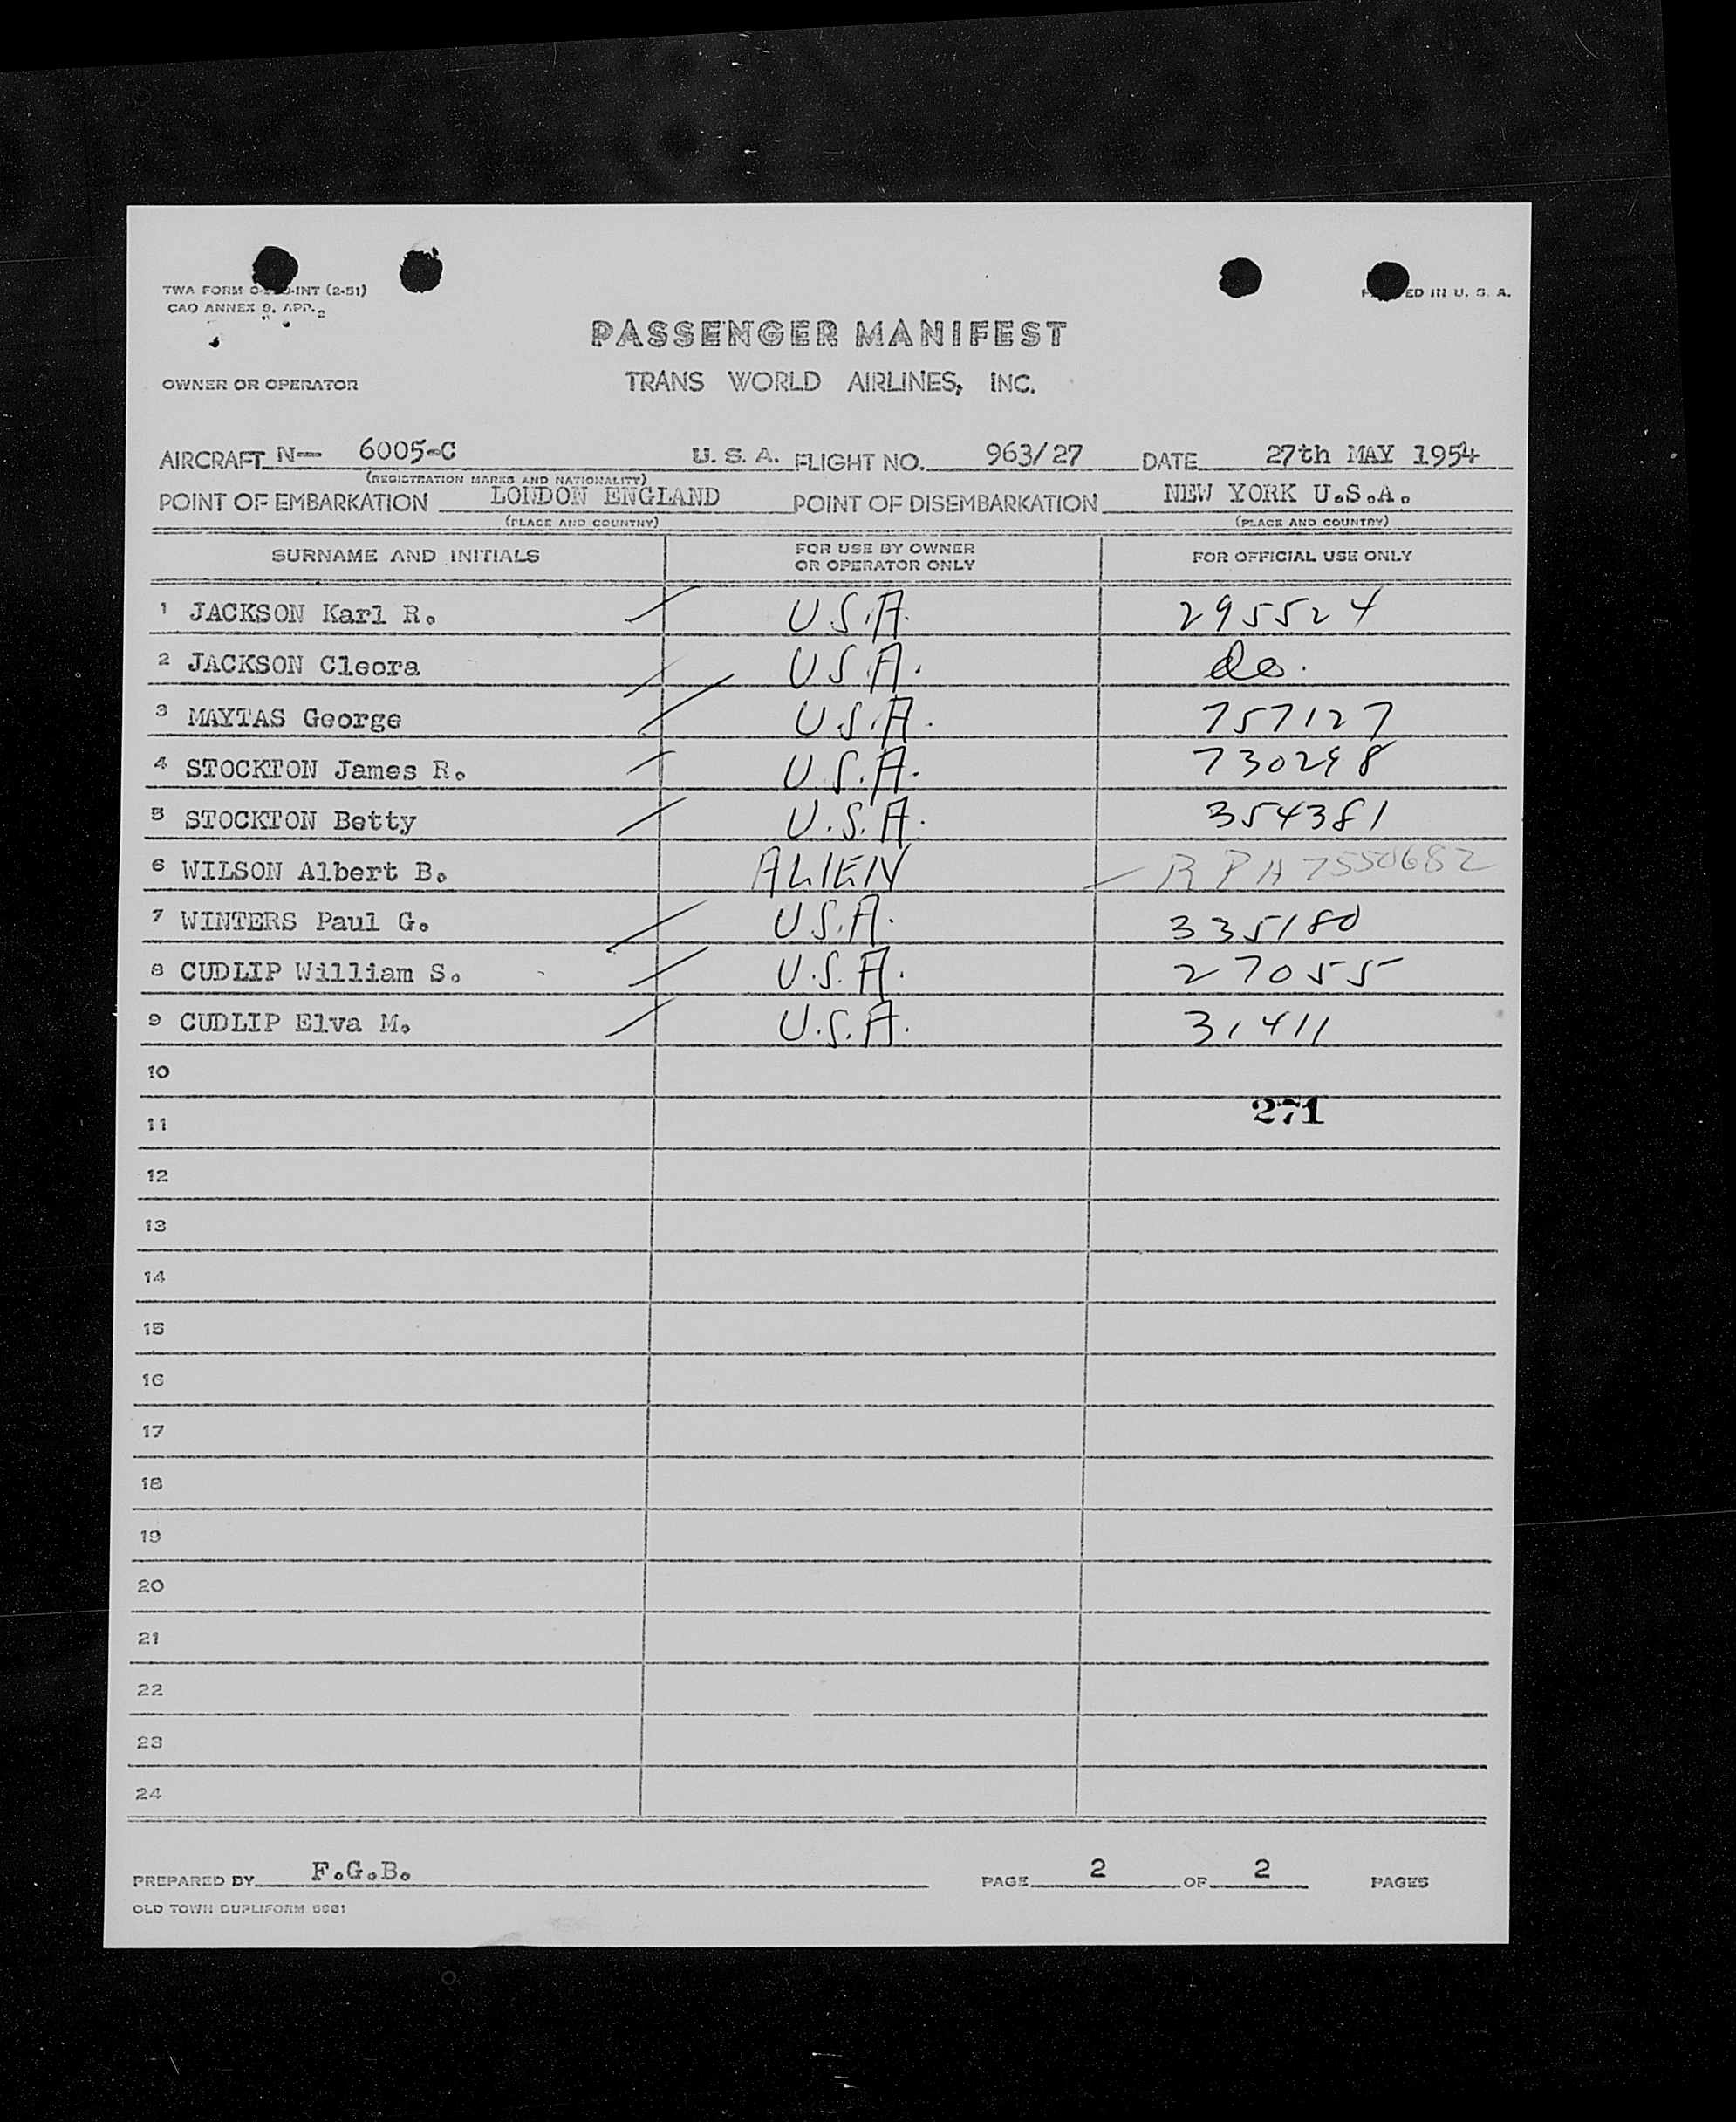 TWA FORM -INT (2-51)
CAO ANNEX 9, APP. 2
ED IN U. S. A.
PASSENGER MANIFEST
OWNER OR OPERATOR TRANS WORLD AIRLINES, INC.
AIRCRAFT N— 6005-C U. S. A. FLIGHT NO. 963/27 DATE 27th MAY 1954
(REGISTRATION MARKS AND NATIONALITY)
POINT OF EMBARKATION LONDON ENGLAND POINT OF DISEMBARKATION NEW YORK U.S.A.
(PLACE AND COUNTRY) (PLACE AND COUNTRY)
SURNAME AND INITIALS FOR USE BY OWNER OR OPERATOR ONLY FOR OFFICIAL USE ONLY
1 JACKSON Karl R. U.S.A. 295524
2 JACKSON Cleora U.S.A. do.
3 MAYTAS George U.S.A. 757127
4 STOCKTON James R. U.S.A. 730298
5 STOCKTON Betty U.S.A. 354381
6 WILSON Albert B. ALIEN R P A 7550682
7 WINTERS Paul G. U.S.A. 335180
8 CUDLIP William S. U.S.A. 27055
9 CUDLIP Elva M. U.S.A. 31411
10
11 271
12
13
14
15
16
17
18
19
20
21
22
23
24
PREPARED BY F.G.B. PAGE 2 OF 2 PAGES
OLD TOWN DUPLIFORM